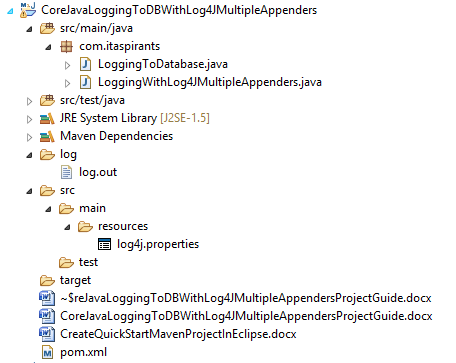 CoreJavaLoggingToDBWithLog4JMultipleAppenders
src/main/java
com.itaspirants
LoggingToDatabase.java
LoggingWithLog4JMultipleAppenders.java
src/test/java
JRE System Library [J2SE-1.5]
Maven Dependencies
log
log.out
src
main
resources
log4j.properties
test
target
~$reJavaLoggingToDBWithLog4JMultipleAppendersProjectGuide.docx
CoreJavaLoggingToDBWithLog4JMultipleAppendersProjectGuide.docx
CreateQuickStartMavenProjectInEclipse.docx
pom.xml